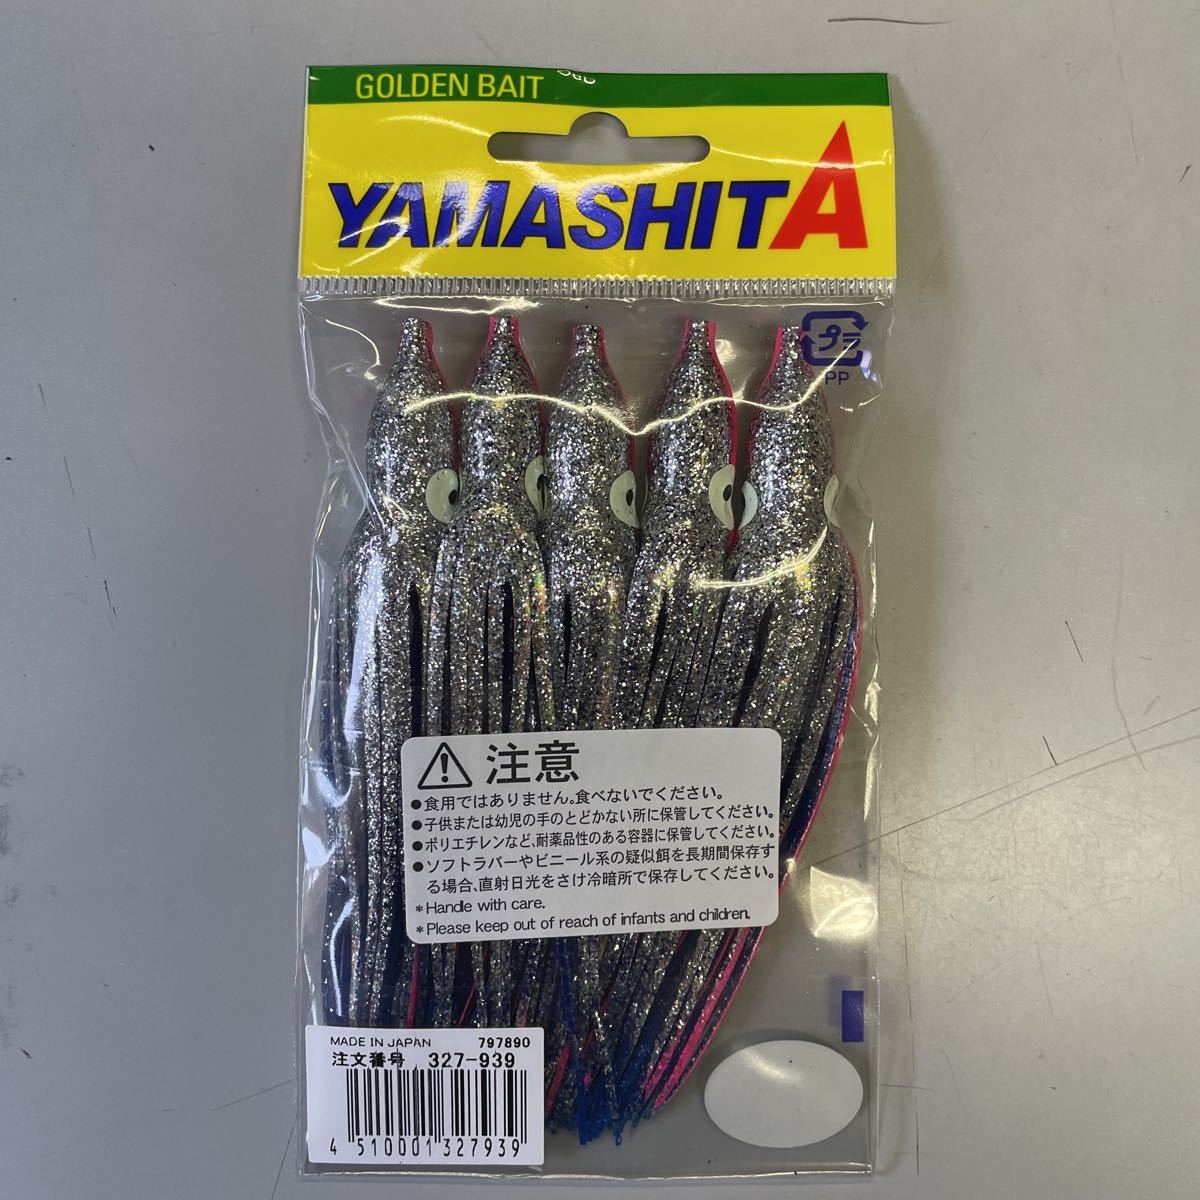 GOLDEN BAIT
YAMASHITA
プラ
PP
注意
●食用ではありません。食べないでください。
●子供または幼児の手のとどかない所に保管してください。
●ポリエチレンなど、耐薬品性のある容器に保管してください。
●ソフトラバーやビニール系の疑似餌を長期間保存す
る場合、直射日光をさけ冷暗所で保存してください。
*Handle with care.
*Please keep out of reach of infants and children.
MADE IN JAPAN 797890
注文番号 327-939
4 510001 327939